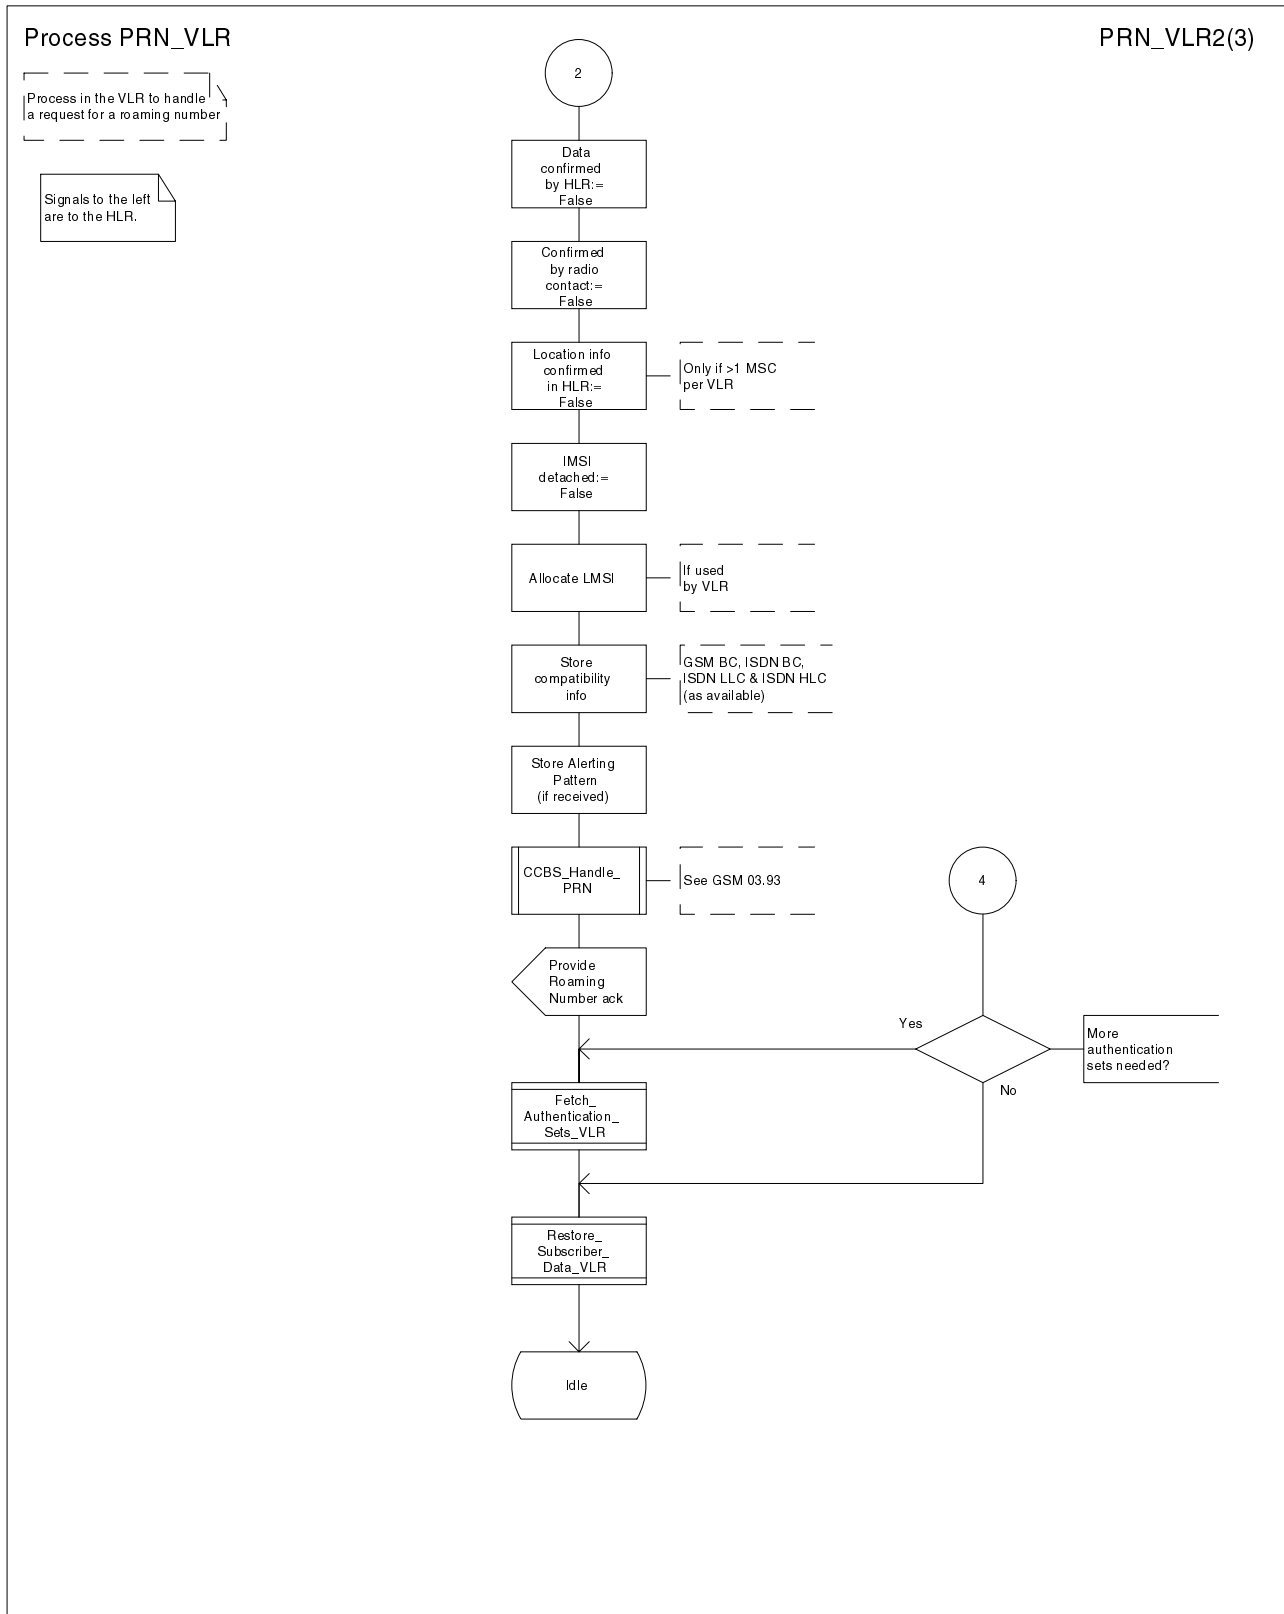 Process PRN_VLR
PRN_VLR2(3)
Process in the VLR to handle
a request for a roaming number
Signals to the left
are to the HLR.
2
Data
confirmed
by HLR:=
False
Confirmed
by radio
contact:=
False
Location info
confirmed
in HLR:=
False
Only if >1 MSC
per VLR
IMSI
detached:=
False
Allocate LMSI
If used
by VLR
Store
compatibility
info
GSM BC, ISDN BC,
ISDN LLC & ISDN HLC
(as available)
Store Alerting
Pattern
(if received)
CCBS_Handle_
PRN
See GSM 03.93
4
Provide
Roaming
Number ack
Yes
More
authentication
sets needed?
No
Fetch_
Authentication_
Sets_VLR
Restore_
Subscriber_
Data_VLR
Idle